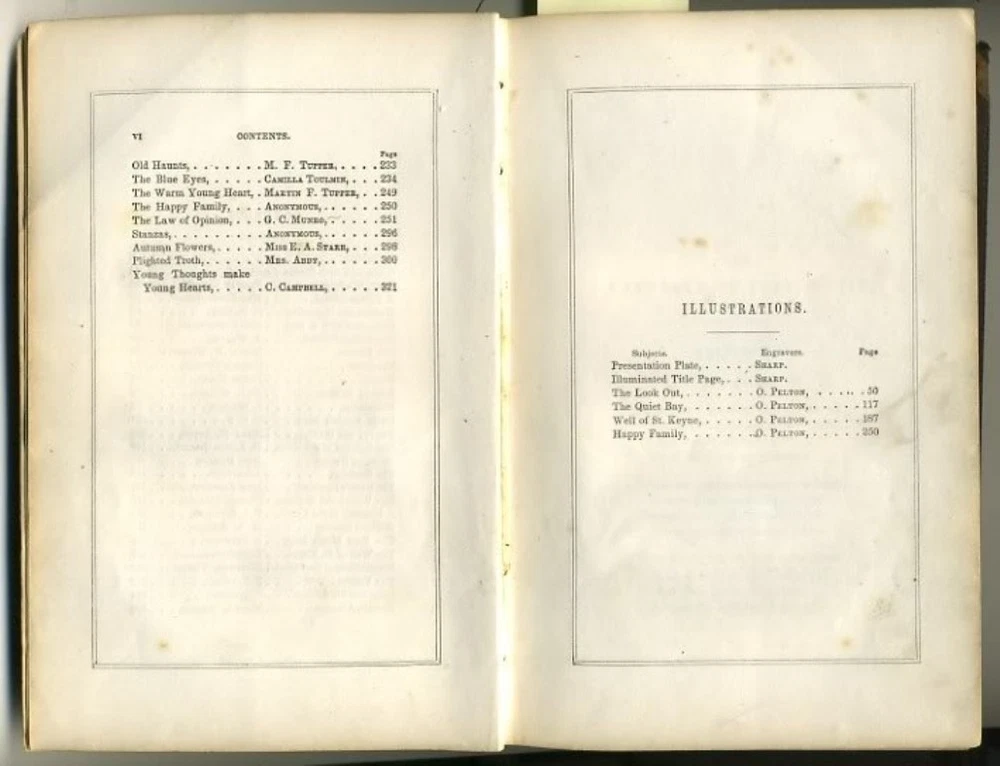 VI CONTENTS.
Page
Old Haunts, . . . . . . . M. F. Tupper, . . . . 233
The Blue Eyes, . . . . . Camilla Toulmin, . . . 234
The Warm Young Heart, . Martin F. Tupper, . . 249
The Happy Family, . . . Anonymous, . . . . . . 250
The Law of Opinion, . . . G. C. Munro, . . . . . 251
Stanzas, . . . . . . . . . Anonymous, . . . . . . 296
Autumn Flowers, . . . . . Miss E. A. Starr, . . . 298
Plighted Troth, . . . . . . Mrs. Abdy, . . . . . . 300
Young Thoughts make
Young Hearts, . . . . . C. Campbell, . . . . . 321
ILLUSTRATIONS.
Subjects. Engravers. Page
Presentation Plate, . . . . . Sharp.
Illuminated Title Page, . . . Sharp.
The Look Out, . . . . . . . O. Pelton, . . . . . . 50
The Quiet Bay, . . . . . . . O. Pelton, . . . . . 117
Well of St. Keyne, . . . . . O. Pelton, . . . . . 187
Happy Family, . . . . . . . O. Pelton, . . . . . 250